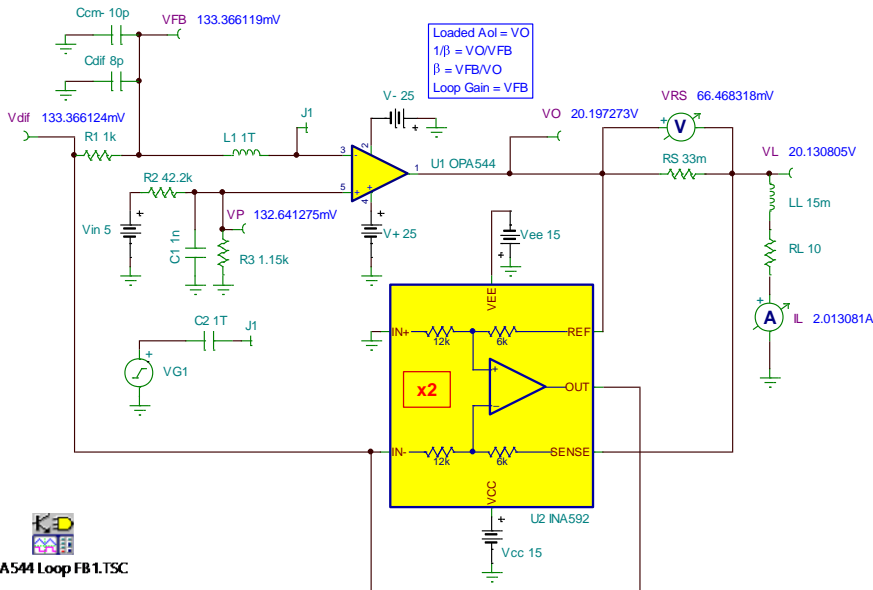 Ccm- 10p
VFB 133.366119mV
Cdif 8p
Vdif 133.366124mV
R1 1k
L1 1T
J1
Loaded Aol = VO
1/β = VO/VFB
β = VFB/VO
Loop Gain = VFB
V- 25
VRS 66.468318mV
VO 20.197273V
V
VL 20.130805V
RS 33m
3
2
1
5
4
U1 OPA544
R2 42.2k
Vin 5
C1 1n
VP 132.641275mV
R3 1.15k
V+ 25
LL 15m
RL 10
A
IL 2.013081A
Vee 15
VEE
IN+
12k
6k
REF
x2
OUT
IN-
12k
6k
SENSE
VCC
U2 INA592
Vcc 15
C2 1T
J1
VG1
A544 Loop FB1.TSC